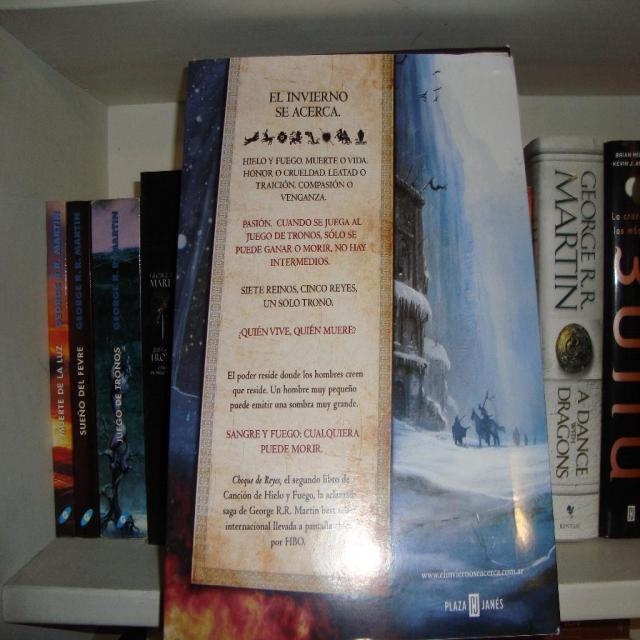 EL INVIERNO
SE ACERCA.
HIELO Y FUEGO. MUERTE O VIDA.
HONOR O CRUELDAD. LEATAD O
TRAICIÓN. COMPASIÓN O
VENGANZA.
PASIÓN. CUANDO SE JUEGA AL
JUEGO DE TRONOS, SÓLO SE
PUEDE GANAR O MORIR, NO HAY
INTERMEDIOS.
SIETE REINOS, CINCO REYES,
UN SOLO TRONO.
¿QUIÉN VIVE, QUIÉN MUERE?
El poder reside donde los hombres creen
que reside. Un hombre muy pequeño
puede emitir una sombra muy grande.
SANGRE Y FUEGO: CUALQUIERA
PUEDE MORIR.
Choque de Reyes, el segundo libro de
Canción de Hielo y Fuego, la
saga de George R.R. Martin best
internacional llevada a pantalla
por HBO.
www.elinviernoseacerca.com.ar
PLAZA JANÉS
GEORGE R. R. MARTIN
MUERTE DE LA LUZ
GEORGE R. R. MARTIN
SUEÑO DEL FEVRE
GEORGE R. R. MARTIN
JUEGO DE TRONOS
GEORGE R.R.
MARTIN
A DANCE
WITH
DRAGONS
BANTAM
BRIAN
KEVIN J.